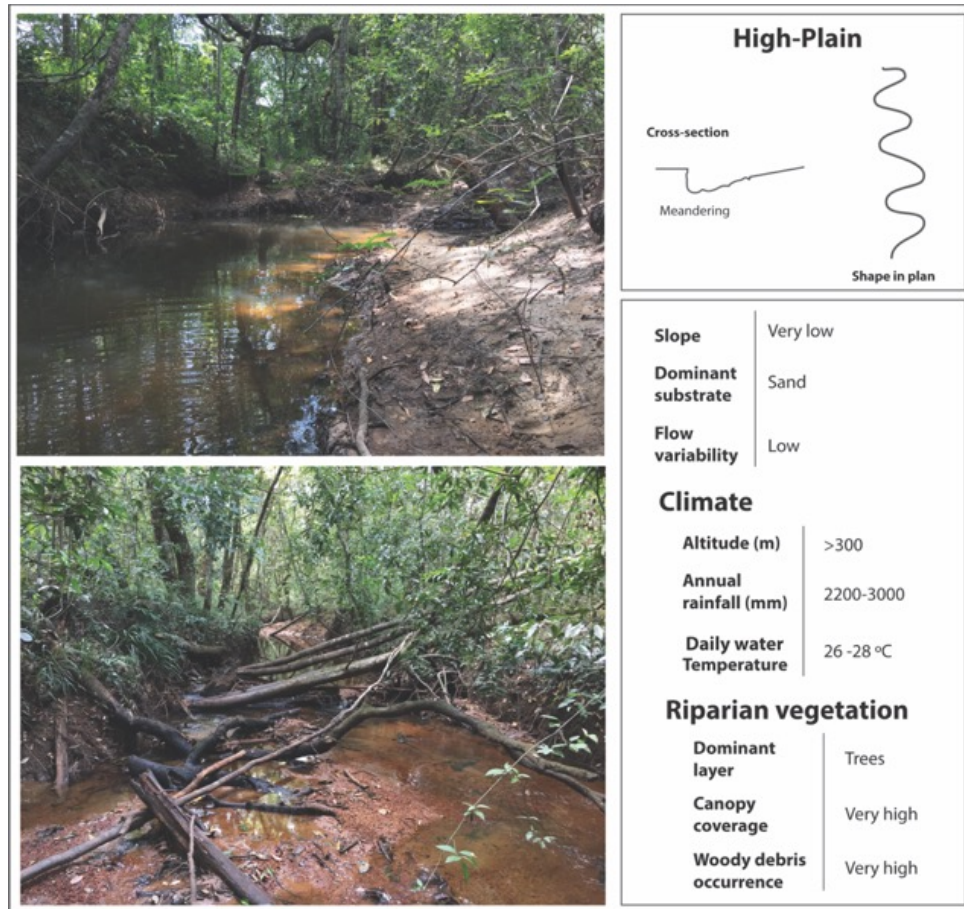 High-Plain
Cross-section
Meandering
Shape in plan
Slope
Very low
Dominant
substrate
Sand
Flow
variability
Low
Climate
Altitude (m)
>300
Annual
rainfall (mm)
2200-3000
Daily water
Temperature
26 -28 ºC
Riparian vegetation
Dominant
layer
Trees
Canopy
coverage
Very high
Woody debris
occurrence
Very high